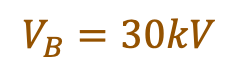 V_B = 30kV